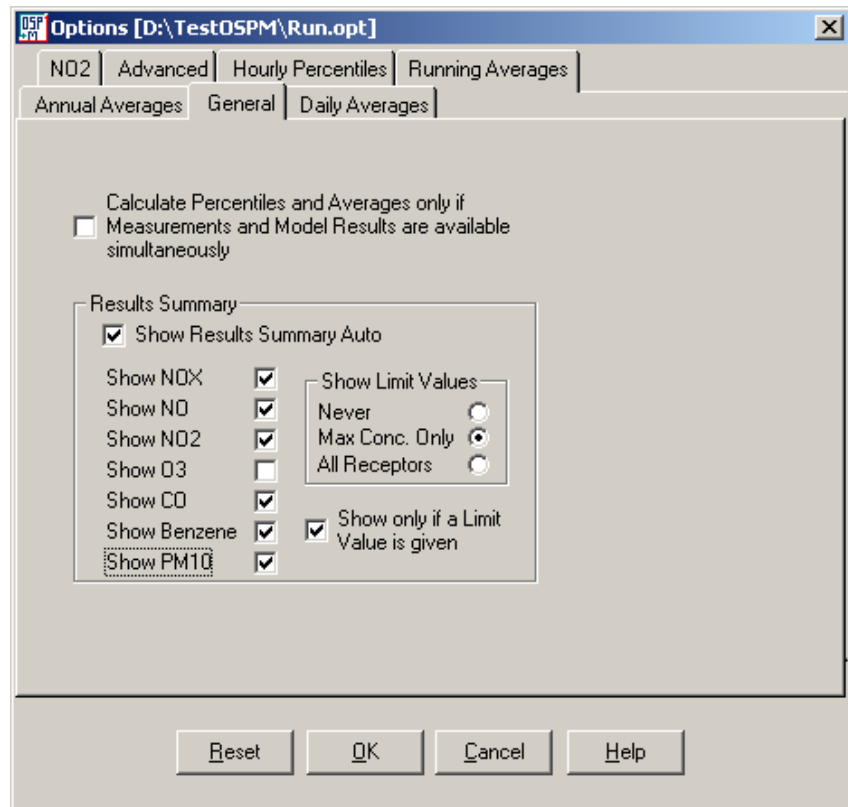 OSP
+M
Options [D:\TestOSPM\Run.opt]
NO2 Advanced Hourly Percentiles Running Averages
Annual Averages General Daily Averages
Calculate Percentiles and Averages only if
Measurements and Model Results are available
simultaneously
Results Summary
Show Results Summary Auto
Show NOX
Show NO
Show NO2
Show O3
Show CO
Show Benzene
Show PM10
Show Limit Values
Never
Max Conc. Only
All Receptors
Show only if a Limit
Value is given
Reset OK Cancel Help